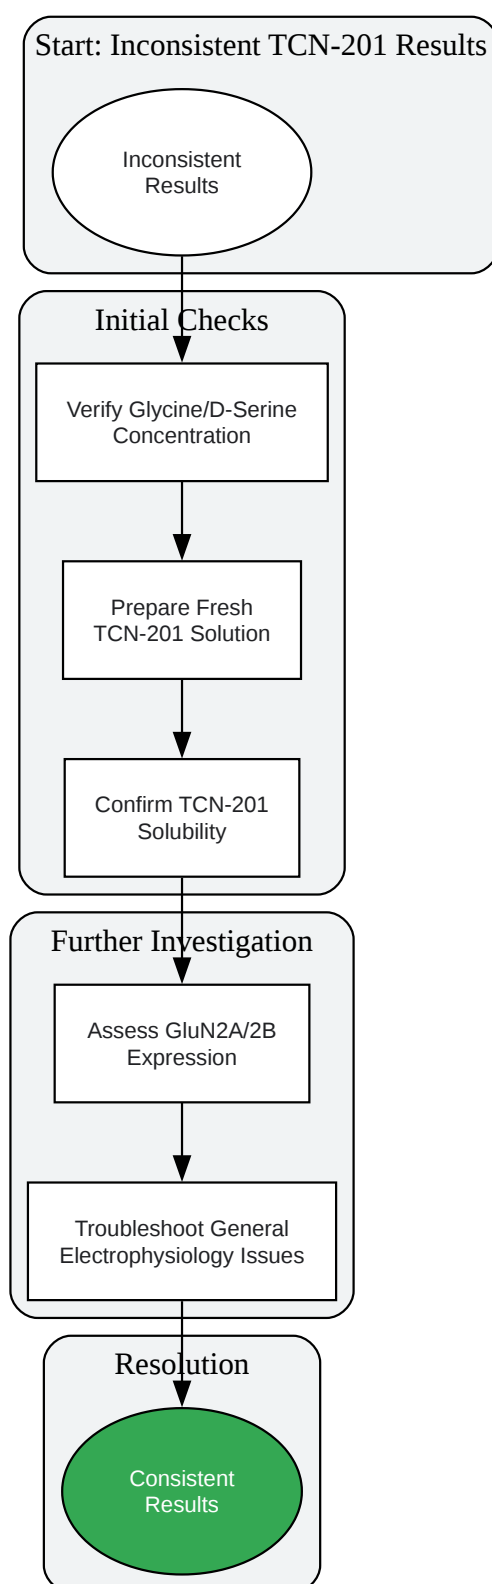 Start: Inconsistent TCN-201 Results
Inconsistent
Results
Initial Checks
Verify Glycine/D-Serine
Concentration
Prepare Fresh
TCN-201 Solution
Confirm TCN-201
Solubility
Further Investigation
Assess GluN2A/2B
Expression
Troubleshoot General
Electrophysiology Issues
Resolution
Consistent
Results